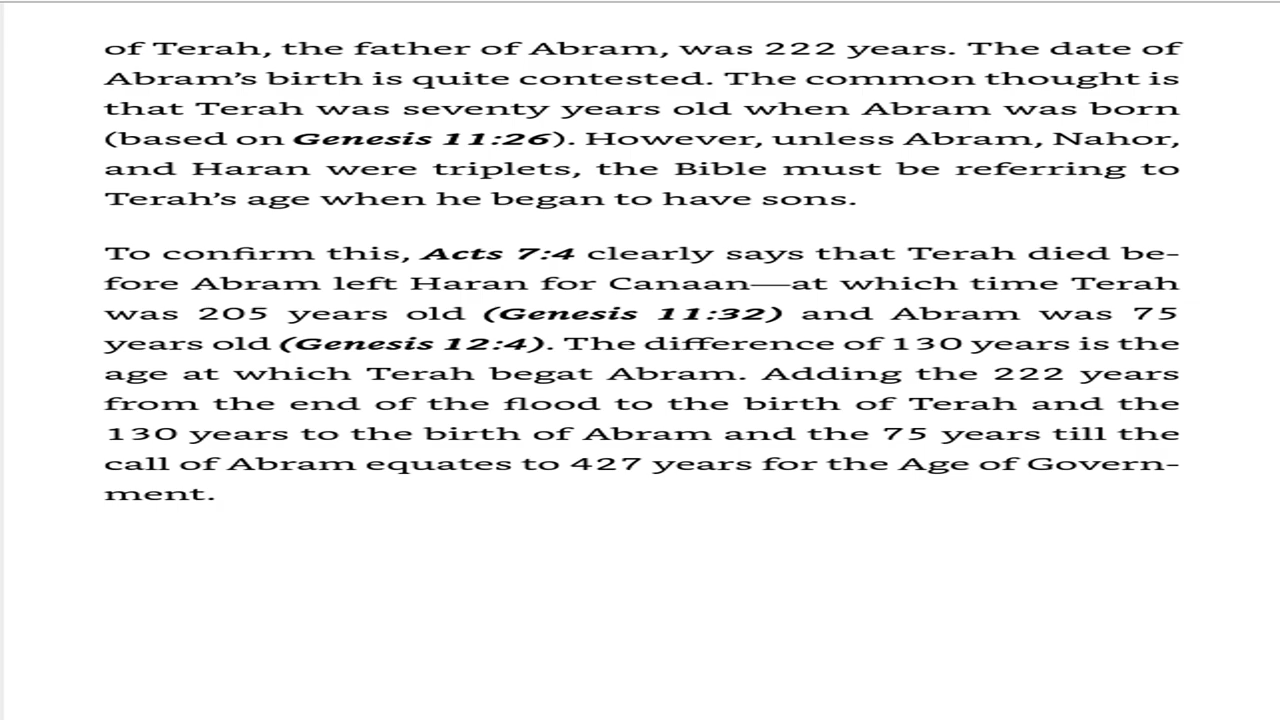 of Terah, the father of Abram, was 222 years. The date of
Abram’s birth is quite contested. The common thought is
that Terah was seventy years old when Abram was born
(based on Genesis 11:26). However, unless Abram, Nahor,
and Haran were triplets, the Bible must be referring to
Terah’s age when he began to have sons.
To confirm this, Acts 7:4 clearly says that Terah died be-
fore Abram left Haran for Canaan—at which time Terah
was 205 years old (Genesis 11:32) and Abram was 75
years old (Genesis 12:4). The difference of 130 years is the
age at which Terah begat Abram. Adding the 222 years
from the end of the flood to the birth of Terah and the
130 years to the birth of Abram and the 75 years till the
call of Abram equates to 427 years for the Age of Govern-
ment.